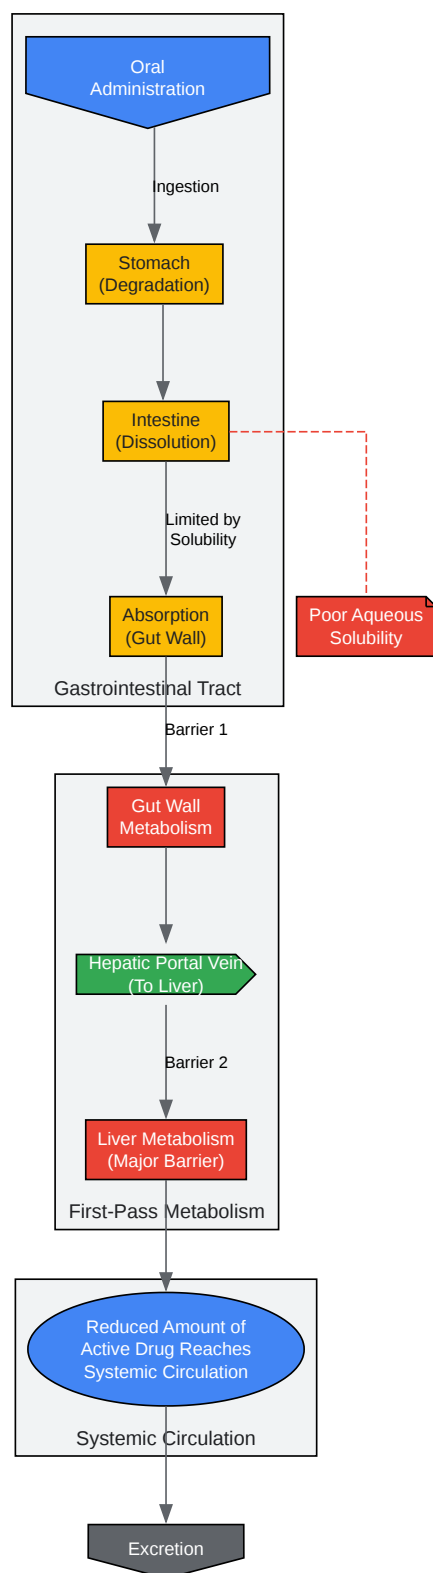 Oral
Administration
Ingestion
Stomach
(Degradation)
Intestine
(Dissolution)
Limited by
Solubility
Absorption
(Gut Wall)
Poor Aqueous
Solubility
Gastrointestinal Tract
Barrier 1
Gut Wall
Metabolism
Hepatic Portal Vein
(To Liver)
Barrier 2
Liver Metabolism
(Major Barrier)
First-Pass Metabolism
Reduced Amount of
Active Drug Reaches
Systemic Circulation
Systemic Circulation
Excretion